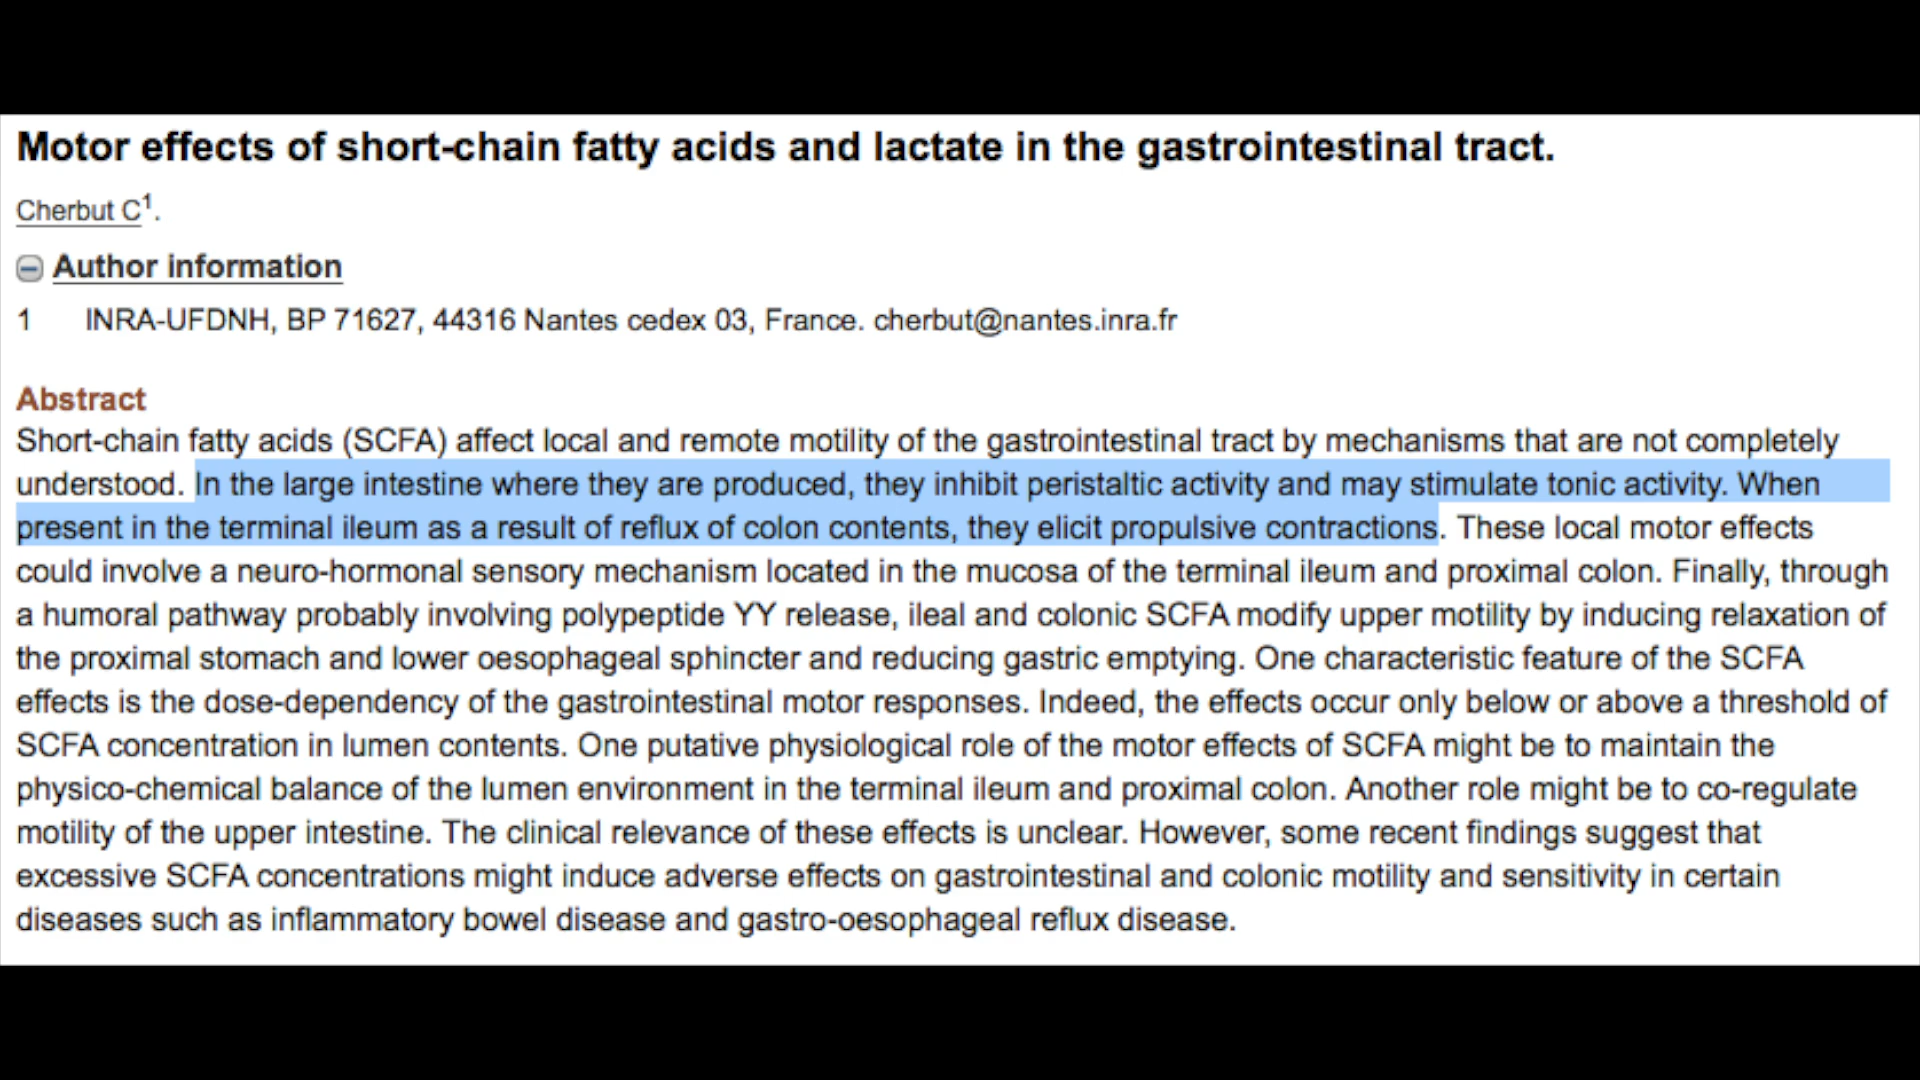 Motor effects of short-chain fatty acids and lactate in the gastrointestinal tract.
Cherbut C1.
Author information
1 INRA-UFDNH, BP 71627, 44316 Nantes cedex 03, France. cherbut@nantes.inra.fr
Abstract
Short-chain fatty acids (SCFA) affect local and remote motility of the gastrointestinal tract by mechanisms that are not completely
understood. In the large intestine where they are produced, they inhibit peristaltic activity and may stimulate tonic activity. When
present in the terminal ileum as a result of reflux of colon contents, they elicit propulsive contractions. These local motor effects
could involve a neuro-hormonal sensory mechanism located in the mucosa of the terminal ileum and proximal colon. Finally, through
a humoral pathway probably involving polypeptide YY release, ileal and colonic SCFA modify upper motility by inducing relaxation of
the proximal stomach and lower oesophageal sphincter and reducing gastric emptying. One characteristic feature of the SCFA
effects is the dose-dependency of the gastrointestinal motor responses. Indeed, the effects occur only below or above a threshold of
SCFA concentration in lumen contents. One putative physiological role of the motor effects of SCFA might be to maintain the
physico-chemical balance of the lumen environment in the terminal ileum and proximal colon. Another role might be to co-regulate
motility of the upper intestine. The clinical relevance of these effects is unclear. However, some recent findings suggest that
excessive SCFA concentrations might induce adverse effects on gastrointestinal and colonic motility and sensitivity in certain
diseases such as inflammatory bowel disease and gastro-oesophageal reflux disease.